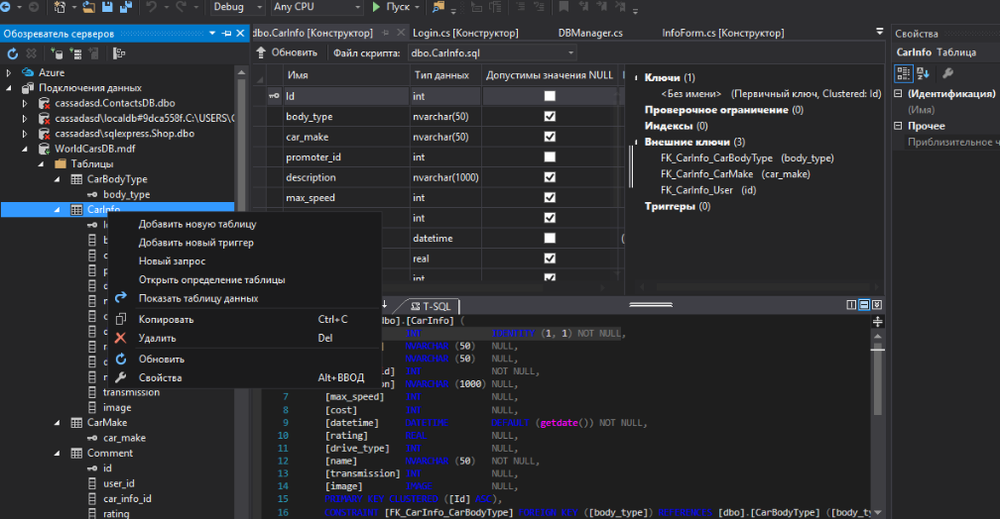 Debug Any CPU Пуск
Обозреватель серверов
Azure
Подключения данных
cassadasd.ContactsDB.dbo
cassadasd\localdb#9dca558f.C:\USERS\
cassadasd\sqlexpress.Shop.dbo
WorldCarsDB.mdf
Таблицы
CarBodyType
body_type
CarInfo
transmission
image
CarMake
car_make
Comment
id
user_id
car_info_id
rating
Добавить новую таблицу
Добавить новый триггер
Новый запрос
Открыть определение таблицы
Показать таблицу данных
Копировать Ctrl+C
Удалить Del
Обновить
Свойства Alt+ВВОД
dbo.CarInfo [Конструктор] Login.cs [Конструктор] DBManager.cs InfoForm.cs [Конструктор]
Обновить Файл скрипта: dbo.CarInfo.sql
Имя Тип данных Допустимы значения NULL
Id int
body_type nvarchar(50)
car_make nvarchar(50)
promoter_id int
description nvarchar(1000)
max_speed int
int
datetime
real
int
Ключи (1)
<Без имени> (Первичный ключ, Clustered: Id)
Проверочное ограничение (0)
Индексы (0)
Внешние ключи (3)
FK_CarInfo_CarBodyType (body_type)
FK_CarInfo_CarMake (car_make)
FK_CarInfo_User (id)
Триггеры (0)
T-SQL
[CarInfo] (
INT IDENTITY (1, 1) NOT NULL,
NVARCHAR (50) NULL,
NVARCHAR (50) NULL,
INT NOT NULL,
NVARCHAR (1000) NULL,
7 [max_speed] INT NULL,
8 [cost] INT NULL,
9 [datetime] DATETIME DEFAULT (getdate()) NOT NULL,
10 [rating] REAL NULL,
11 [drive_type] INT NULL,
12 [name] NVARCHAR (50) NOT NULL,
13 [transmission] INT NULL,
14 [image] IMAGE NULL,
15 PRIMARY KEY CLUSTERED ([Id] ASC),
16 CONSTRAINT [FK_CarInfo_CarBodyType] FOREIGN KEY ([body_type]) REFERENCES [dbo].[CarBodyType] ([body_ty
Свойства
CarInfo Таблица
(Идентификация)
(Имя)
Прочее
Приблизительное ч